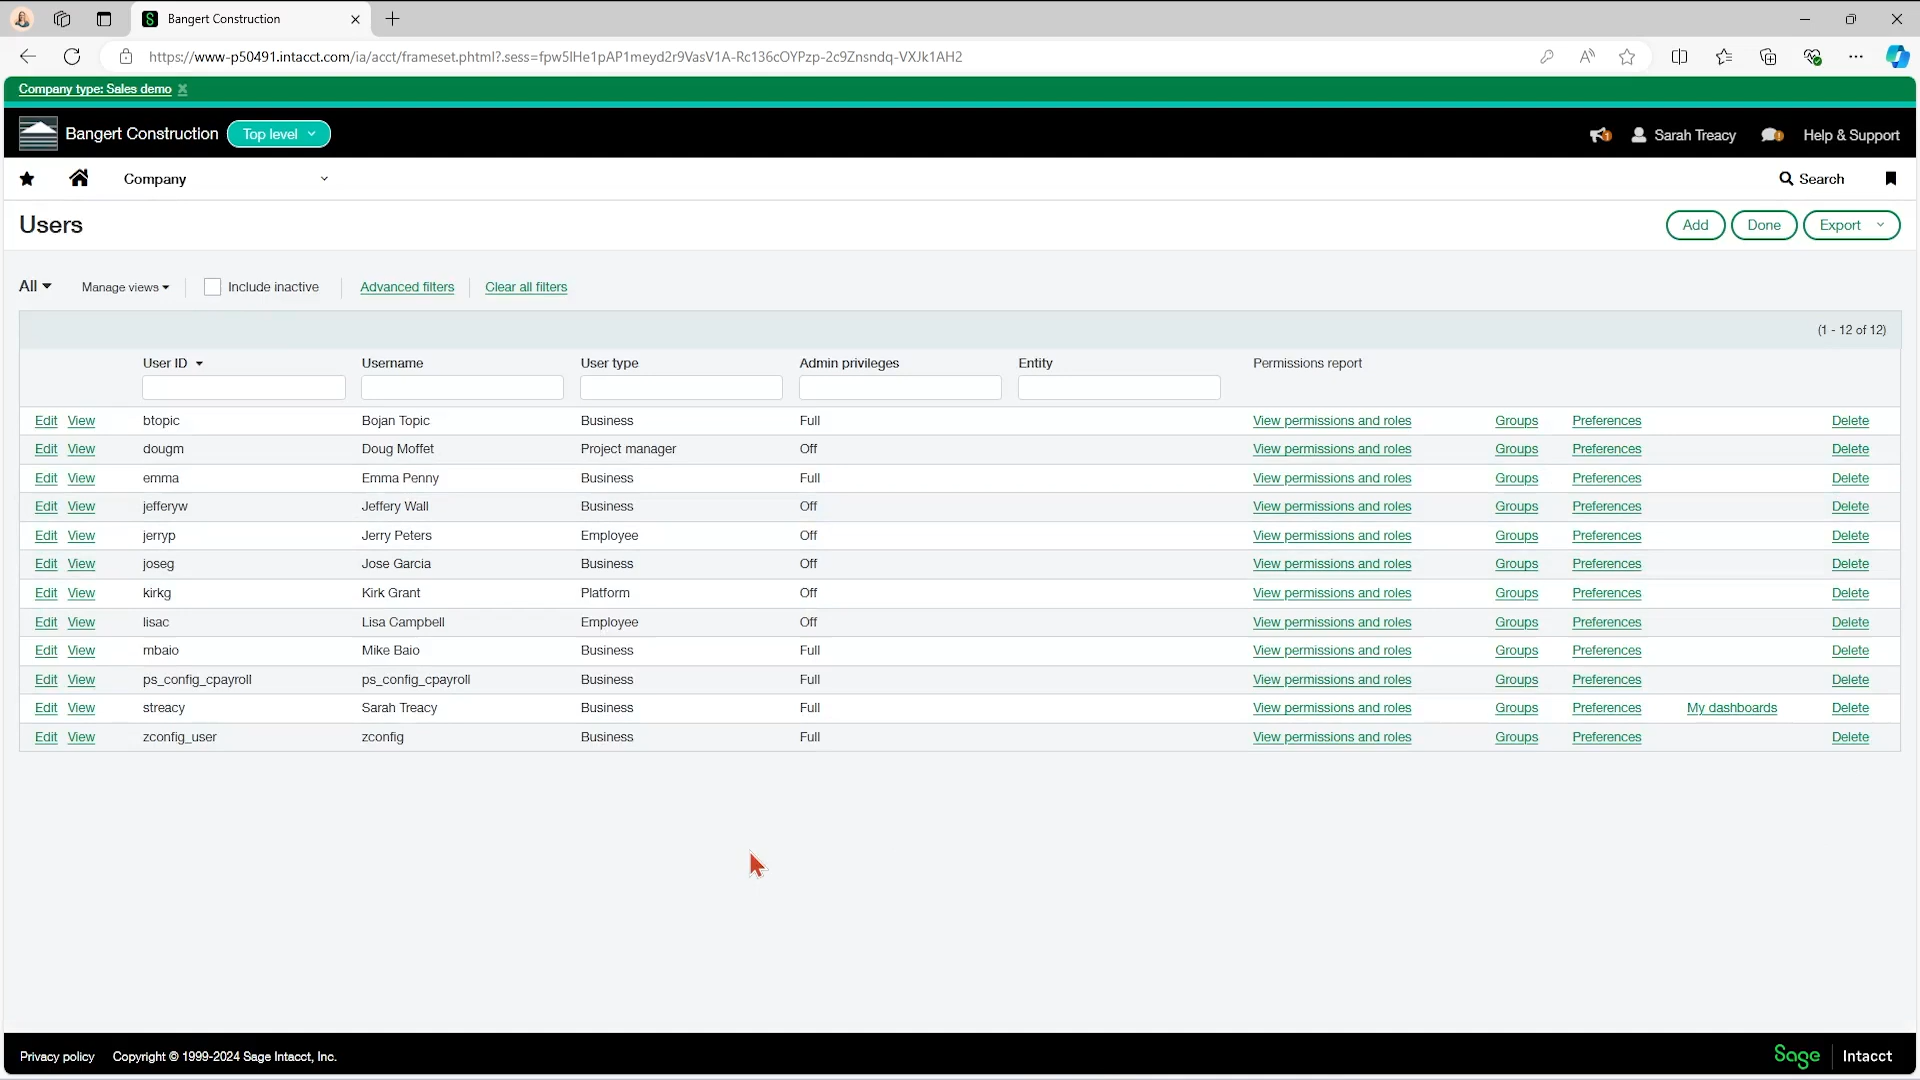 Bangert Construction
https://www-p50491.intacct.com/ia/acct/frameset.phtml?.sess=fpw5IHe1pAP1meyd2r9VasV1A-Rc136cOYPzp-2c9Znsndq-VXJk1AH2
Company type: Sales demo x
Bangert Construction Top level Sarah Treacy Help & Support
Company Search
Users Add Done Export
All Manage views Include inactive Advanced filters Clear all filters
(1 - 12 of 12)
User ID Username User type Admin privileges Entity Permissions report
Edit View btopic Bojan Topic Business Full View permissions and roles Groups Preferences Delete
Edit View dougm Doug Moffet Project manager Off View permissions and roles Groups Preferences Delete
Edit View emma Emma Penny Business Full View permissions and roles Groups Preferences Delete
Edit View jefferyw Jeffery Wall Business Off View permissions and roles Groups Preferences Delete
Edit View jerryp Jerry Peters Employee Off View permissions and roles Groups Preferences Delete
Edit View joseg Jose Garcia Business Off View permissions and roles Groups Preferences Delete
Edit View kirkg Kirk Grant Platform Off View permissions and roles Groups Preferences Delete
Edit View lisac Lisa Campbell Employee Off View permissions and roles Groups Preferences Delete
Edit View mbaio Mike Baio Business Full View permissions and roles Groups Preferences Delete
Edit View ps_config_cpayroll ps_config_cpayroll Business Full View permissions and roles Groups Preferences Delete
Edit View streacy Sarah Treacy Business Full View permissions and roles Groups Preferences My dashboards Delete
Edit View zconfig_user zconfig Business Full View permissions and roles Groups Preferences Delete
Privacy policy Copyright © 1999-2024 Sage Intacct, Inc. Sage Intacct